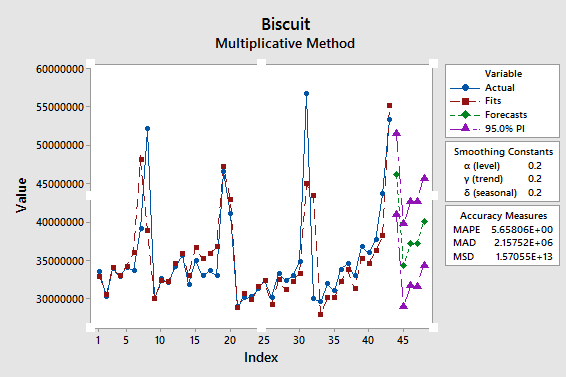 Biscuit
Multiplicative Method
Value
60000000
55000000
50000000
45000000
40000000
35000000
30000000
1 5 10 15 20 25 30 35 40 45
Index
Variable
Actual
Fits
Forecasts
95.0% PI
Smoothing Constants
α (level) 0.2
γ (trend) 0.2
δ (seasonal) 0.2
Accuracy Measures
MAPE 5.65806E+00
MAD 2.15752E+06
MSD 1.57055E+13